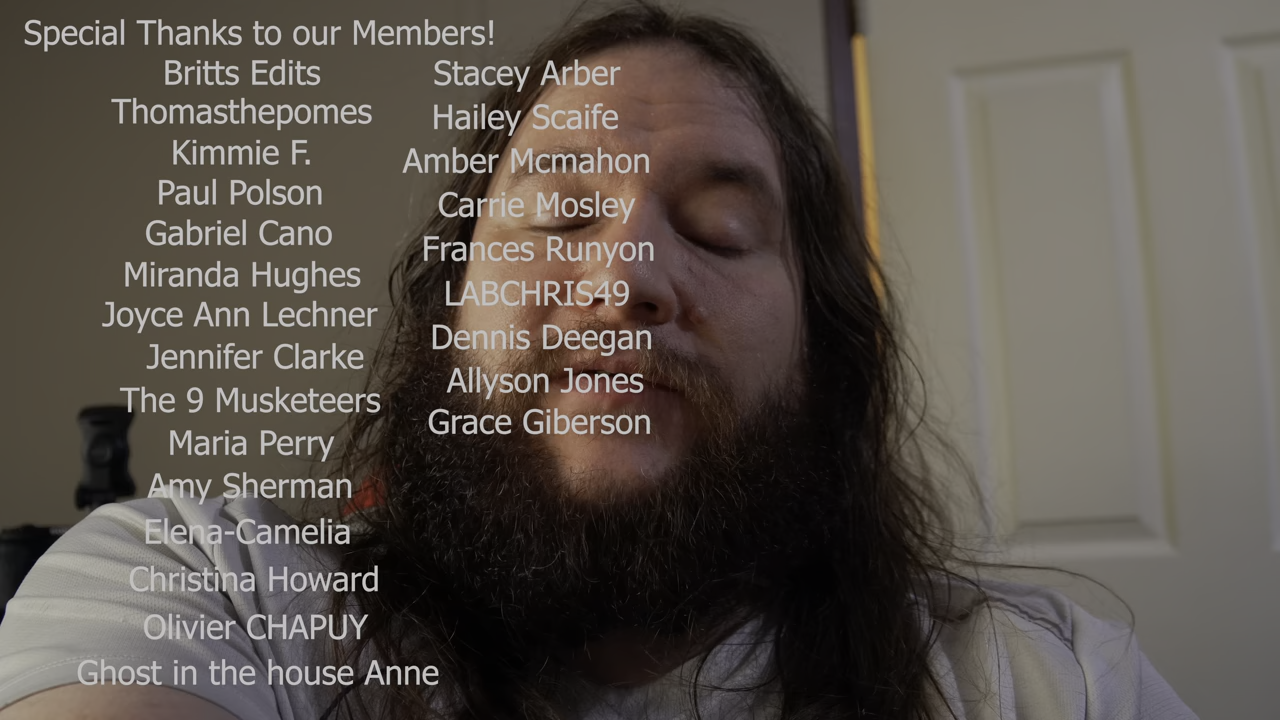 Special Thanks to our Members!
Britts Edits
Thomasthepomes
Kimmie F.
Paul Polson
Gabriel Cano
Miranda Hughes
Joyce Ann Lechner
Jennifer Clarke
The 9 Musketeers
Maria Perry
Amy Sherman
Elena-Camelia
Christina Howard
Olivier CHAPUY
Ghost in the house Anne
Stacey Arber
Hailey Scaife
Amber Mcmahon
Carrie Mosley
Frances Runyon
LABCHRIS49
Dennis Deegan
Allyson Jones
Grace Giberson